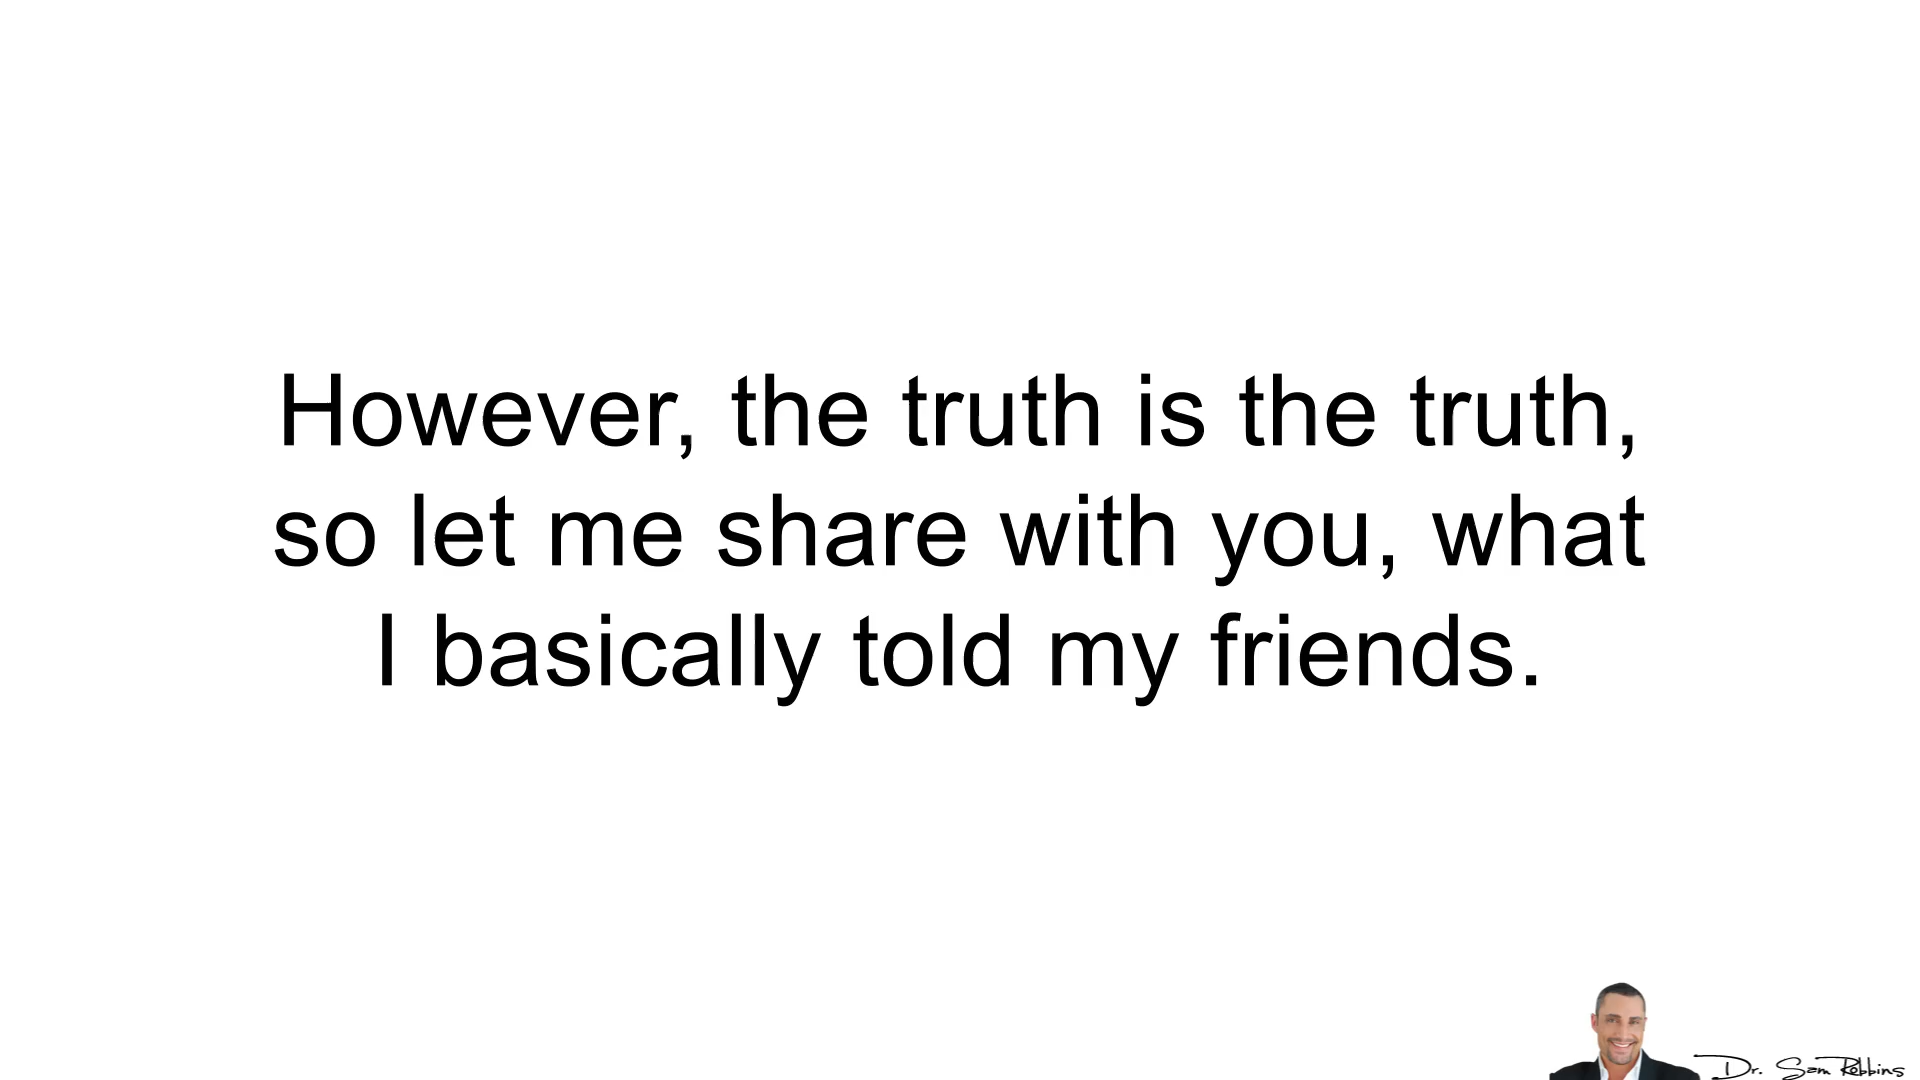 However, the truth is the truth,
so let me share with you, what
I basically told my friends.
Dr. Sam Robbins